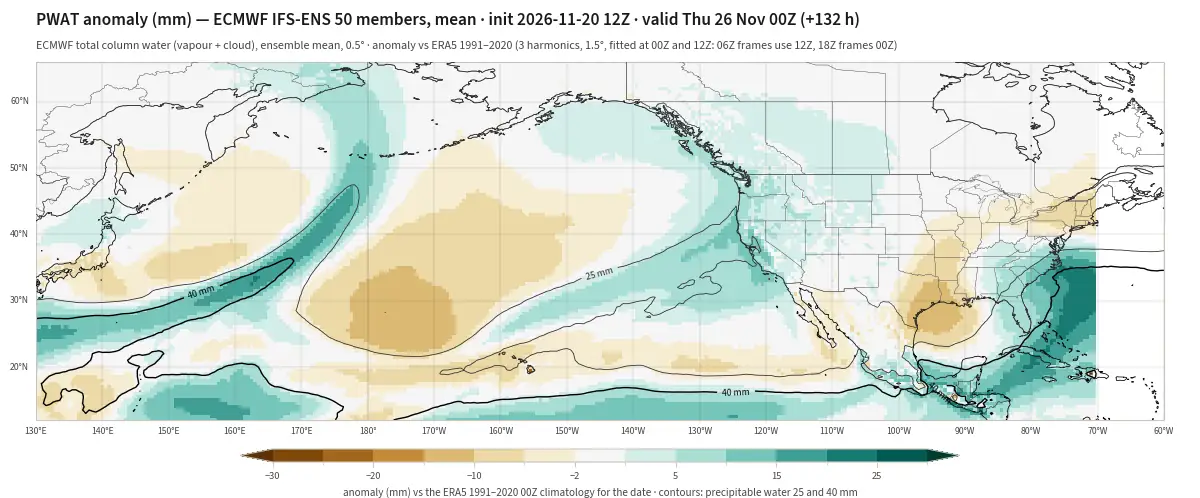 PWAT anomaly (mm) — ECMWF IFS-ENS 50 members, mean · init 2026-11-20 12Z · valid Thu 26 Nov 00Z (+132 h)
ECMWF total column water (vapour + cloud), ensemble mean, 0.5° · anomaly vs ERA5 1991–2020 (3 harmonics, 1.5°, fitted at 00Z and 12Z: 06Z frames use 12Z, 18Z frames 00Z)
60°N
50°N
40°N
30°N
20°N
40 mm
25 mm
40 mm
130°E 140°E 150°E 160°E 170°E 180° 170°W 160°W 150°W 140°W 130°W 120°W 110°W 100°W 90°W 80°W 70°W 60°W
−30 −20 −10 −2 5 15 25
anomaly (mm) vs the ERA5 1991–2020 00Z climatology for the date · contours: precipitable water 25 and 40 mm